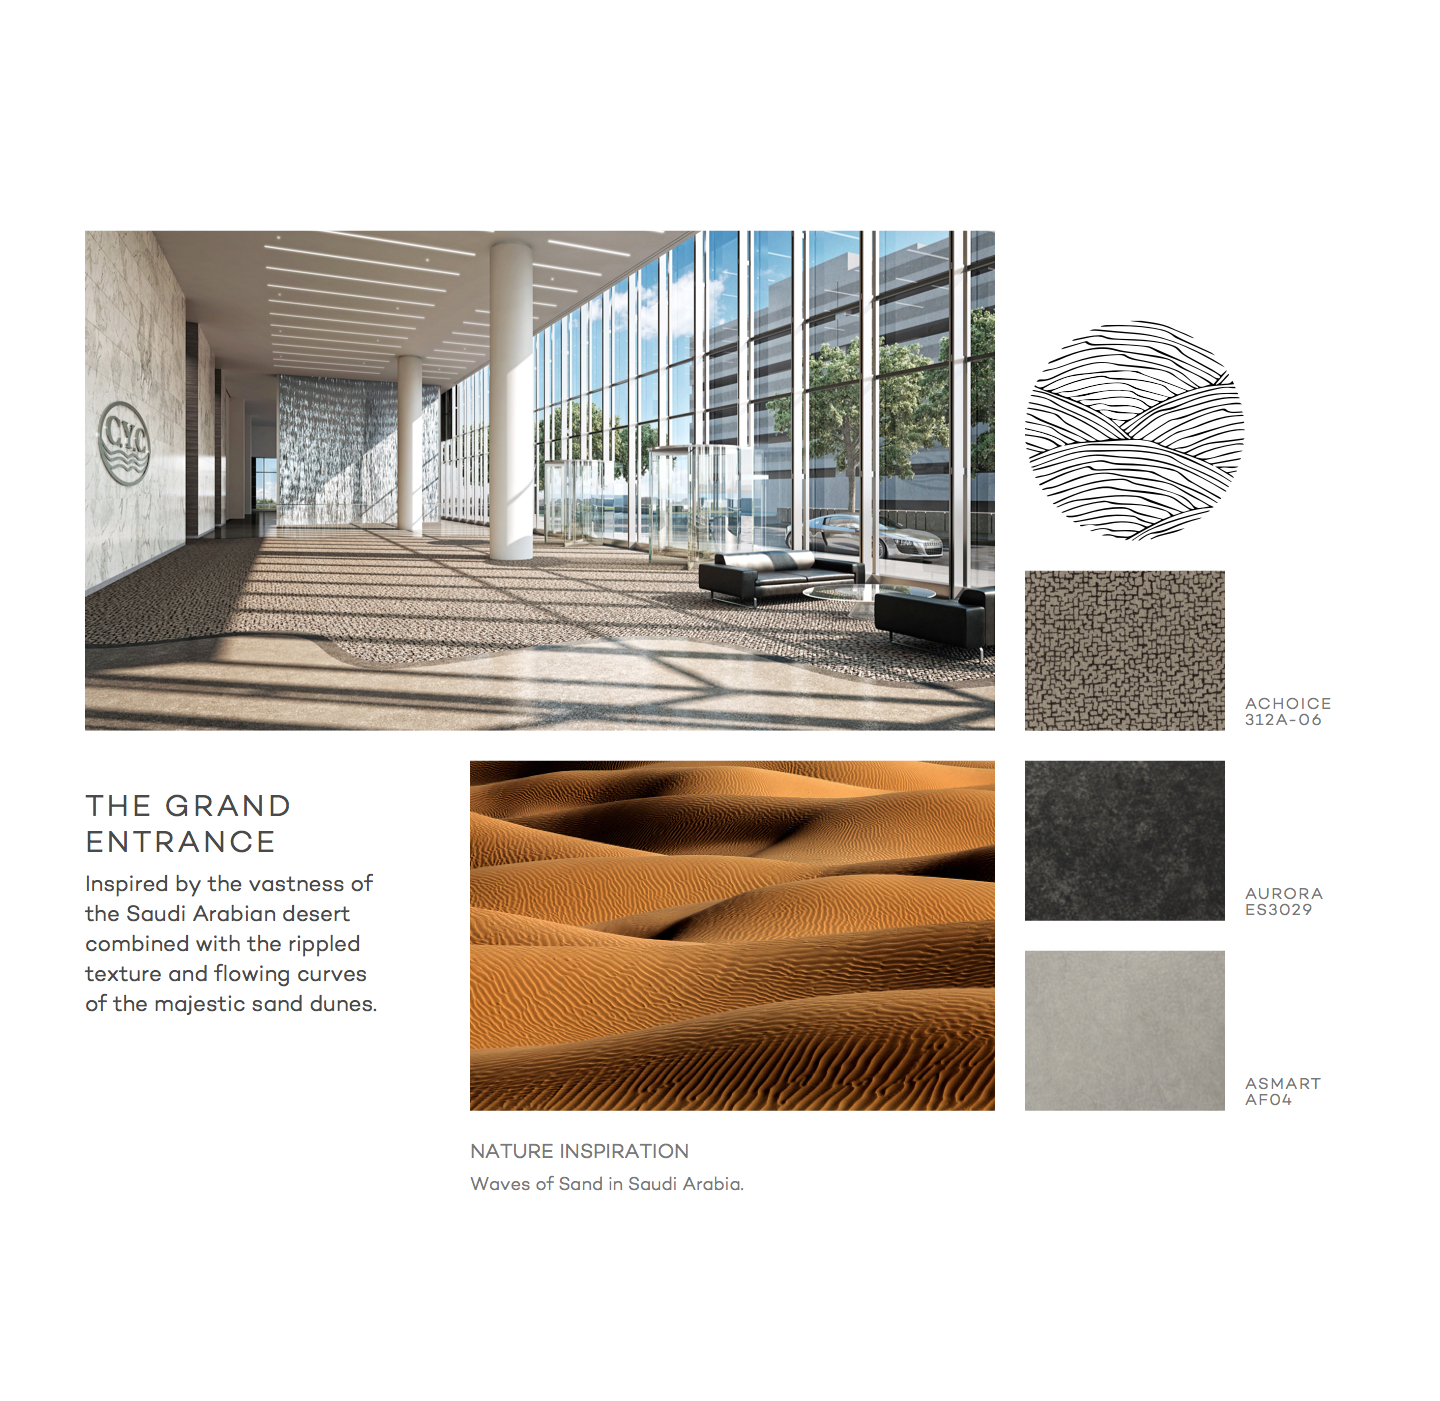 C.Y.C
THE GRAND
ENTRANCE
Inspired by the vastness of
the Saudi Arabian desert
combined with the rippled
texture and flowing curves
of the majestic sand dunes.
NATURE INSPIRATION
Waves of Sand in Saudi Arabia.
ACHOICE
312A-06
AURORA
ES3029
ASMART
AF04